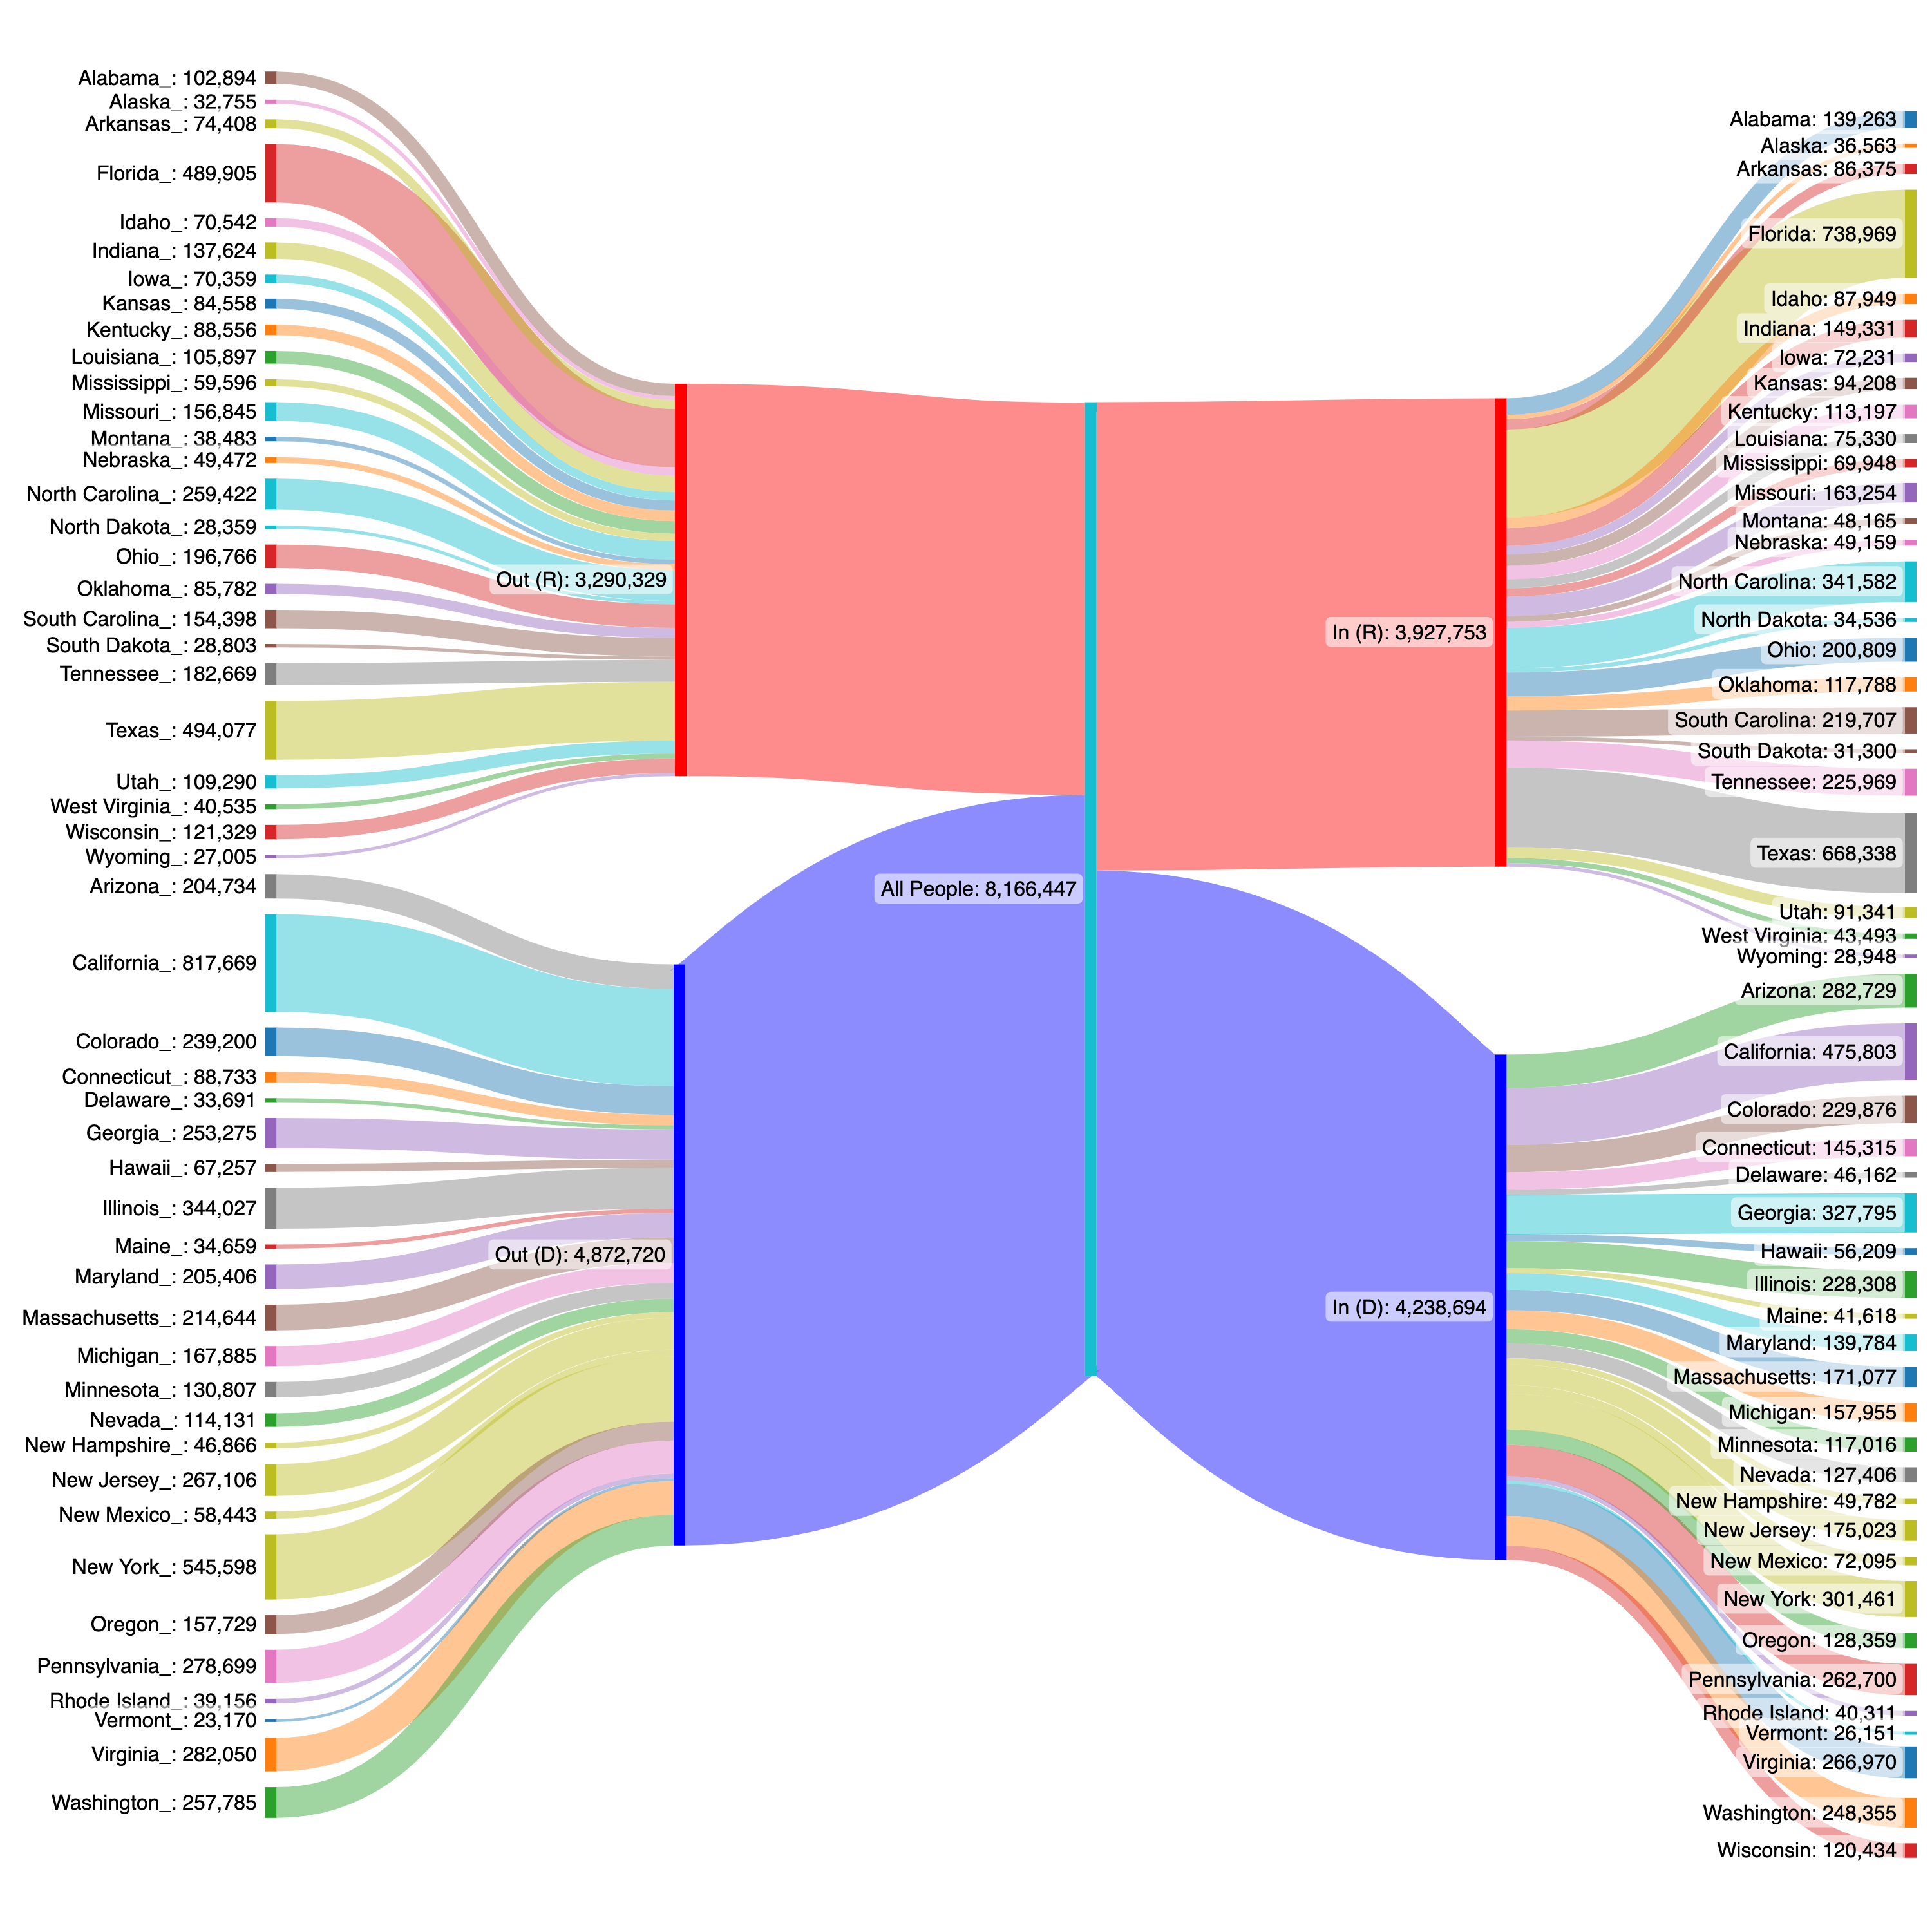 Alabama_: 102,894
Alaska_: 32,755
Arkansas_: 74,408
Florida_: 489,905
Idaho_: 70,542
Indiana_: 137,624
Iowa_: 70,359
Kansas_: 84,558
Kentucky_: 88,556
Louisiana_: 105,897
Mississippi_: 59,596
Missouri_: 156,845
Montana_: 38,483
Nebraska_: 49,472
North Carolina_: 259,422
North Dakota_: 28,359
Ohio_: 196,766
Oklahoma_: 85,782
South Carolina_: 154,398
South Dakota_: 28,803
Tennessee_: 182,669
Texas_: 494,077
Utah_: 109,290
West Virginia_: 40,535
Wisconsin_: 121,329
Wyoming_: 27,005
Arizona_: 204,734
California_: 817,669
Colorado_: 239,200
Connecticut_: 88,733
Delaware_: 33,691
Georgia_: 253,275
Hawaii_: 67,257
Illinois_: 344,027
Maine_: 34,659
Maryland_: 205,406
Massachusetts_: 214,644
Michigan_: 167,885
Minnesota_: 130,807
Nevada_: 114,131
New Hampshire_: 46,866
New Jersey_: 267,106
New Mexico_: 58,443
New York_: 545,598
Oregon_: 157,729
Pennsylvania_: 278,699
Rhode Island_: 39,156
Vermont_: 23,170
Virginia_: 282,050
Washington_: 257,785
Out (R): 3,290,329
Out (D): 4,872,720
All People: 8,166,447
In (R): 3,927,753
In (D): 4,238,694
Alabama: 139,263
Alaska: 36,563
Arkansas: 86,375
Florida: 738,969
Idaho: 87,949
Indiana: 149,331
Iowa: 72,231
Kansas: 94,208
Kentucky: 113,197
Louisiana: 75,330
Mississippi: 69,948
Missouri: 163,254
Montana: 48,165
Nebraska: 49,159
North Carolina: 341,582
North Dakota: 34,536
Ohio: 200,809
Oklahoma: 117,788
South Carolina: 219,707
South Dakota: 31,300
Tennessee: 225,969
Texas: 668,338
Utah: 91,341
West Virginia: 43,493
Wyoming: 28,948
Arizona: 282,729
California: 475,803
Colorado: 229,876
Connecticut: 145,315
Delaware: 46,162
Georgia: 327,795
Hawaii: 56,209
Illinois: 228,308
Maine: 41,618
Maryland: 139,784
Massachusetts: 171,077
Michigan: 157,955
Minnesota: 117,016
Nevada: 127,406
New Hampshire: 49,782
New Jersey: 175,023
New Mexico: 72,095
New York: 301,461
Oregon: 128,359
Pennsylvania: 262,700
Rhode Island: 40,311
Vermont: 26,151
Virginia: 266,970
Washington: 248,355
Wisconsin: 120,434